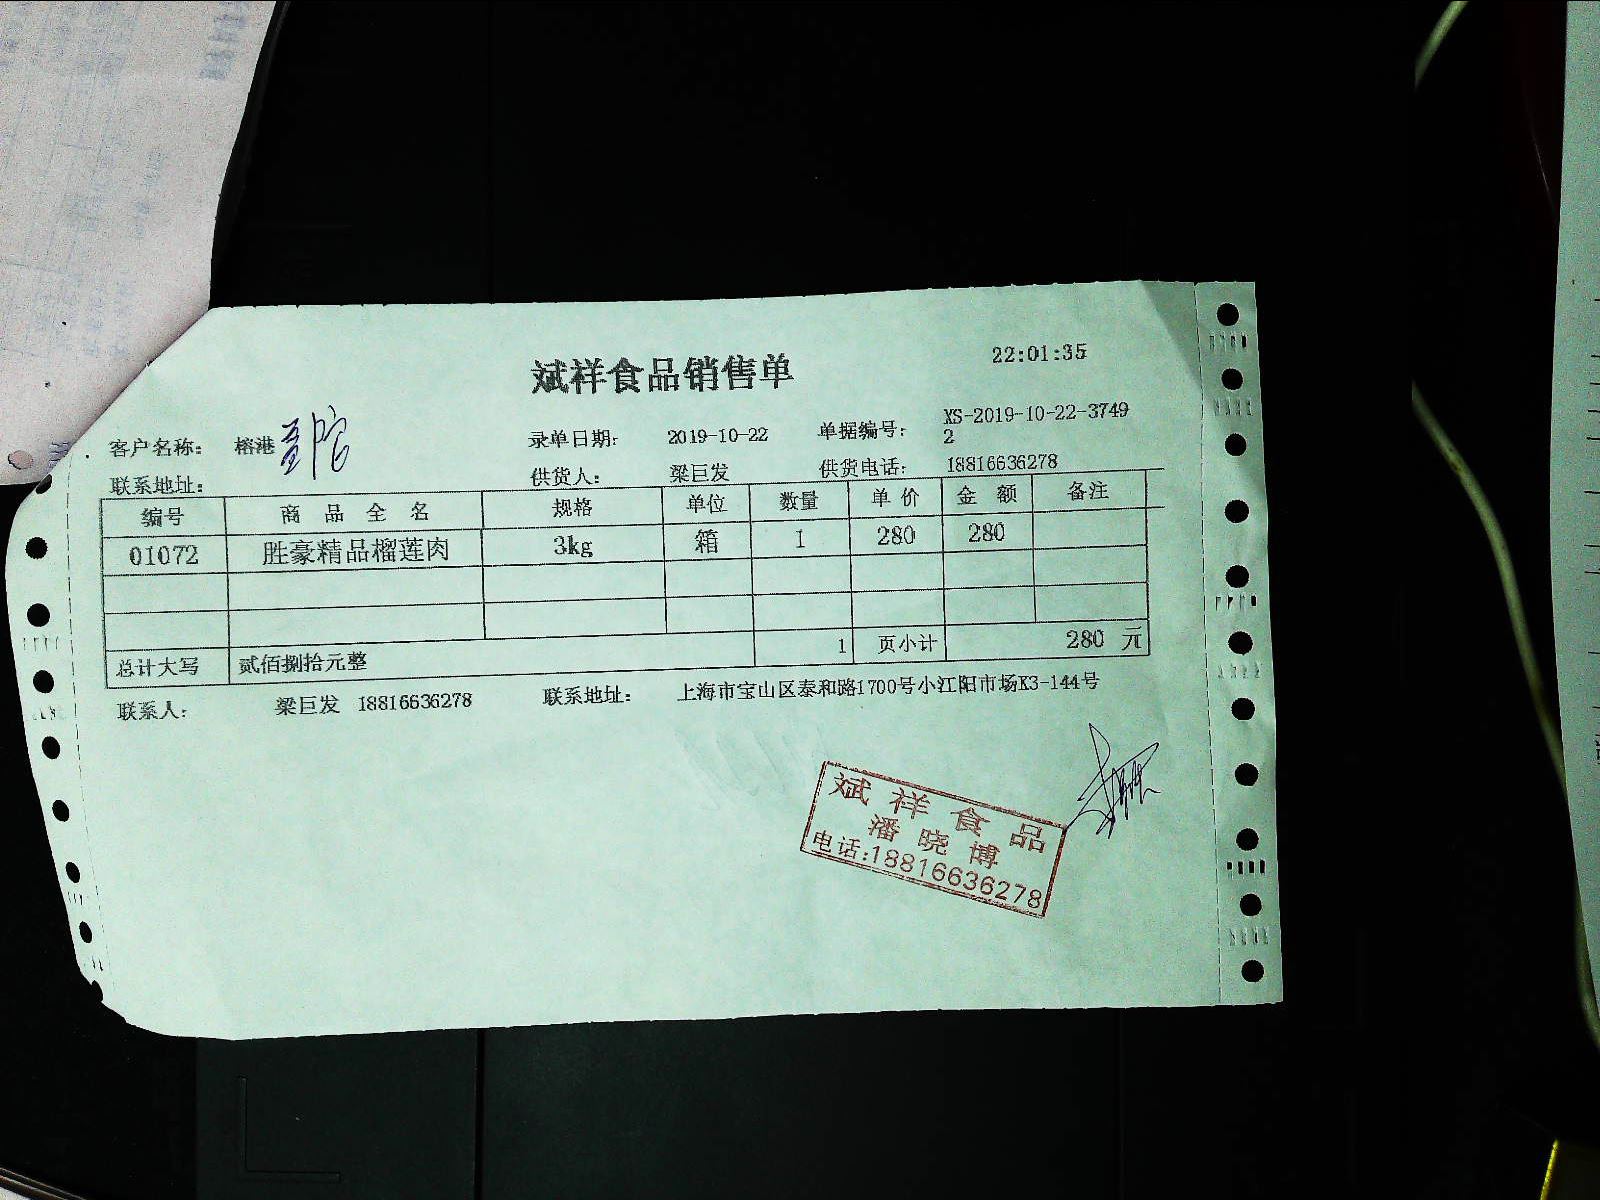 22:01:35
斌祥食品销售单
客户名称： 榕港 录单日期： 2019-10-22 单据编号： XS-2019-10-22-3749
2
联系地址： 供货人： 梁巨发 供货电话： 18816636278
编号 商 品 全 名 规格 单位 数量 单 价 金 额 备注
01072 胜豪精品榴莲肉 3kg 箱 1 280 280
1 页小计 280 元
总计大写 贰佰捌拾元整
联系人： 梁巨发 18816636278 联系地址： 上海市宝山区泰和路1700号小江阳市场K3-144号
斌祥食品
潘晓博
电话:18816636278